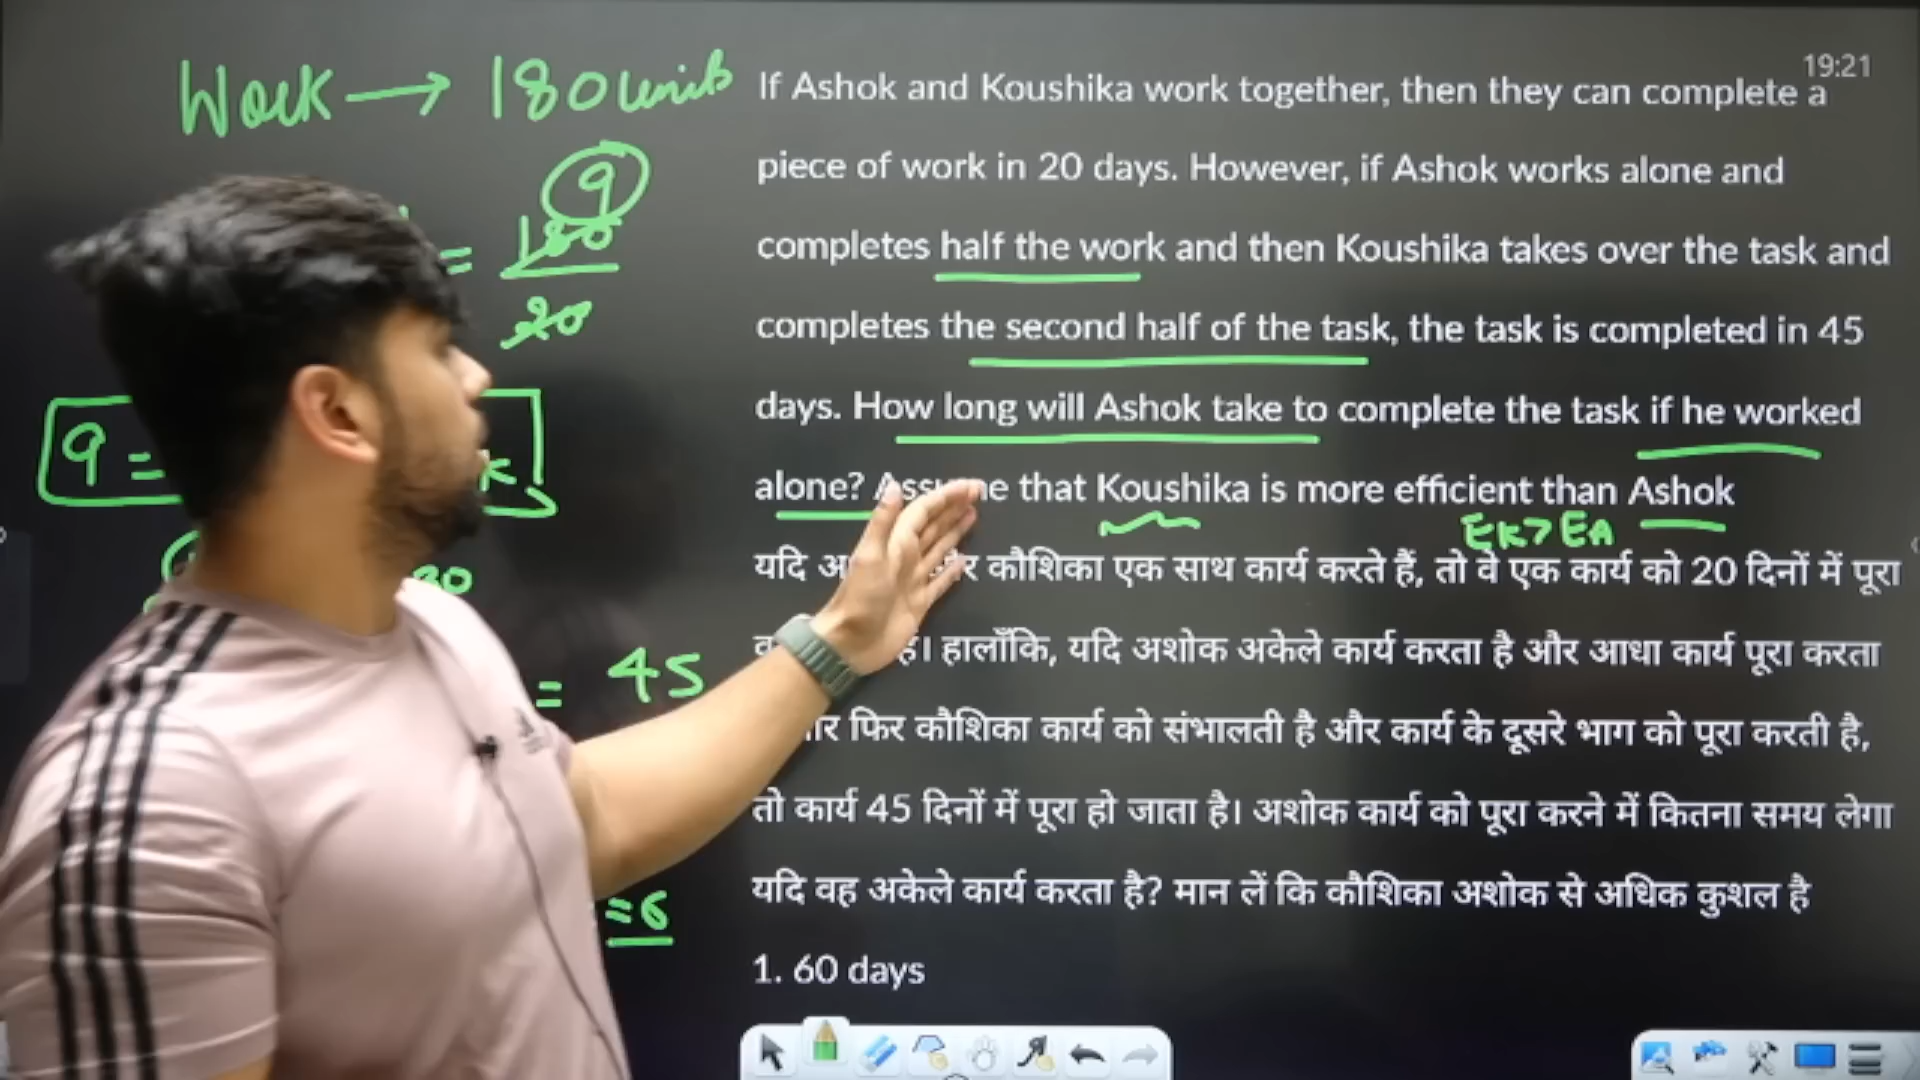 19:21
Work → 180 units
9
= 180
20
9 =
K
30
= 45
= 6
If Ashok and Koushika work together, then they can complete a
piece of work in 20 days. However, if Ashok works alone and
completes half the work and then Koushika takes over the task and
completes the second half of the task, the task is completed in 45
days. How long will Ashok take to complete the task if he worked
alone? Assume that Koushika is more efficient than Ashok
EK > EA
यदि और कौशिका एक साथ कार्य करते हैं, तो वे एक कार्य को 20 दिनों में पूरा
हैं। हालाँकि, यदि अशोक अकेले कार्य करता है और आधा कार्य पूरा करता
फिर कौशिका कार्य को संभालती है और कार्य के दूसरे भाग को पूरा करती है,
तो कार्य 45 दिनों में पूरा हो जाता है। अशोक कार्य को पूरा करने में कितना समय लेगा
यदि वह अकेले कार्य करता है? मान लें कि कौशिका अशोक से अधिक कुशल है
1. 60 days